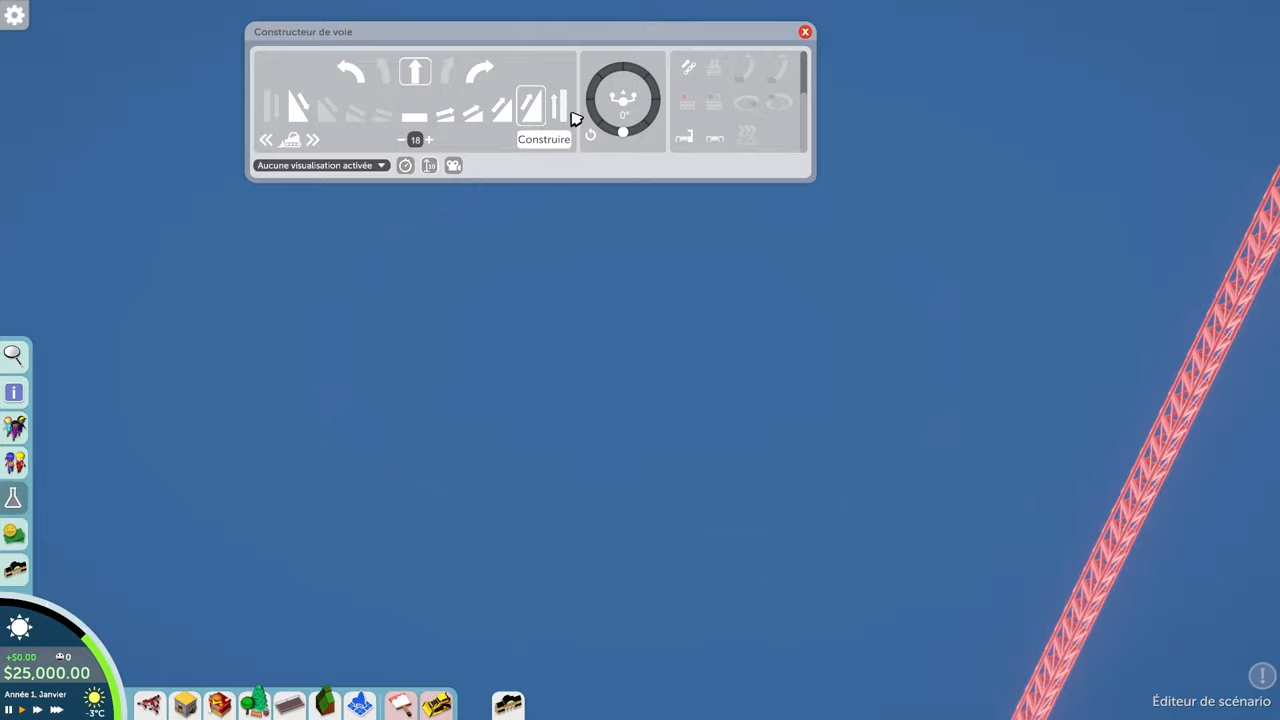 Constructeur de voie
0°
18
Construire
Aucune visualisation activée
10
+$0.00 0
$25,000.00
Année 1, Janvier
-3°C
Éditeur de scénario